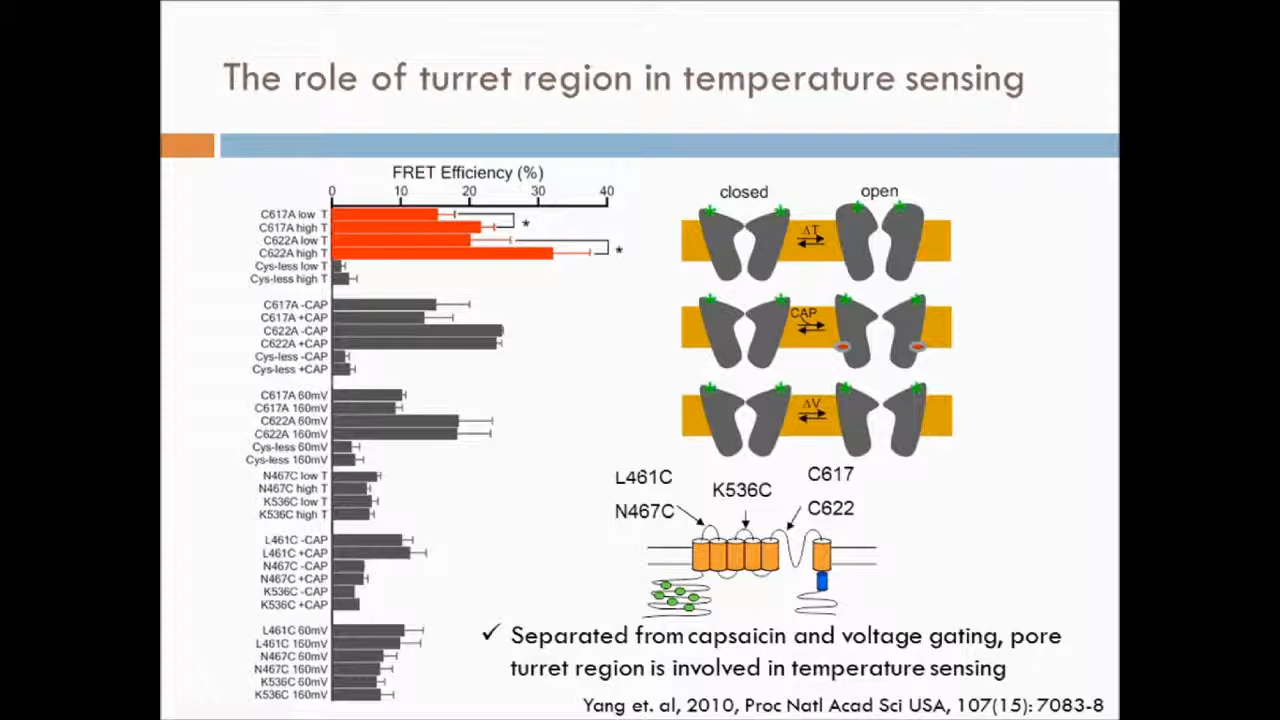 The role of turret region in temperature sensing
FRET Efficiency (%)
0 10 20 30 40
C617A low T
C617A high T
*
C622A low T
C622A high T
*
Cys-less low T
Cys-less high T
C617A -CAP
C617A +CAP
C622A -CAP
C622A +CAP
Cys-less -CAP
Cys-less +CAP
C617A 60mV
C617A 160mV
C622A 60mV
C622A 160mV
Cys-less 60mV
Cys-less 160mV
N467C low T
N467C high T
K536C low T
K536C high T
L461C -CAP
L461C +CAP
N467C -CAP
N467C +CAP
K536C -CAP
K536C +CAP
L461C 60mV
L461C 160mV
N467C 60mV
N467C 160mV
K536C 60mV
K536C 160mV
closed open
ΔT
CAP
ΔV
L461C
N467C
K536C
C617
C622
✓ Separated from capsaicin and voltage gating, pore
turret region is involved in temperature sensing
Yang et. al, 2010, Proc Natl Acad Sci USA, 107(15): 7083-8